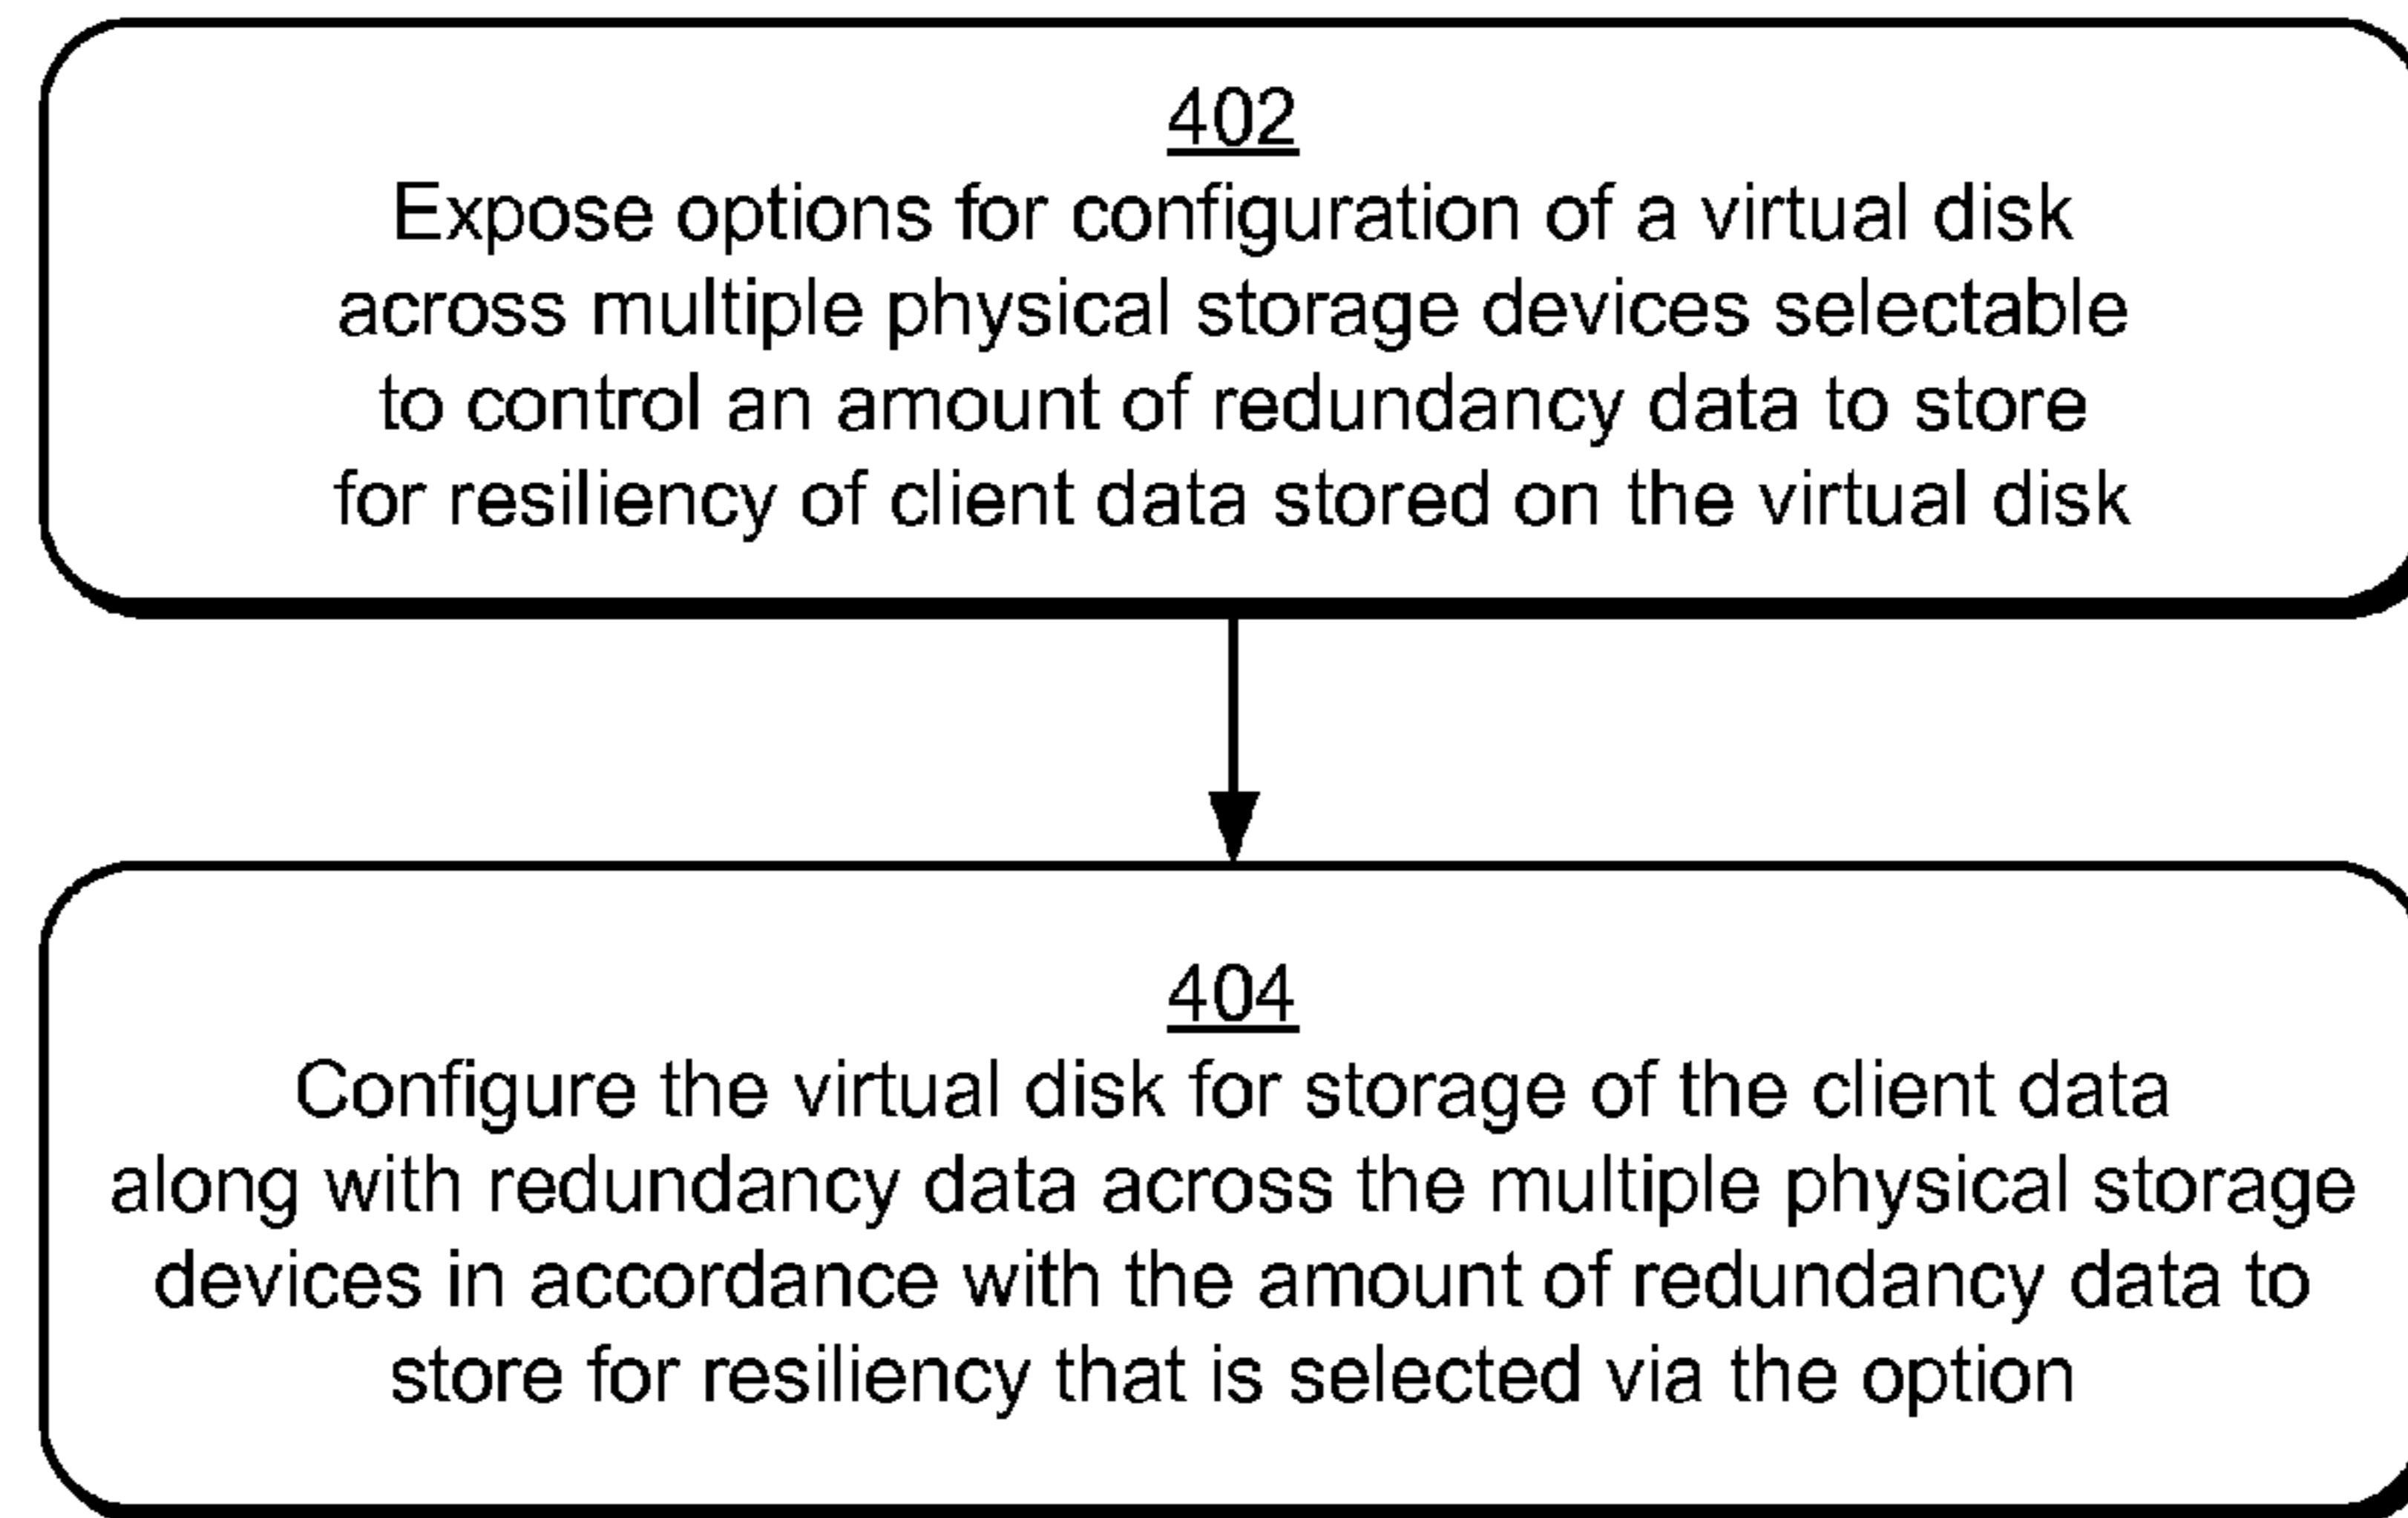 402
Expose options for configuration of a virtual disk
across multiple physical storage devices selectable
to control an amount of redundancy data to store
for resiliency of client data stored on the virtual disk
404
Configure the virtual disk for storage of the client data
along with redundancy data across the multiple physical storage
devices in accordance with the amount of redundancy data to
store for resiliency that is selected via the option